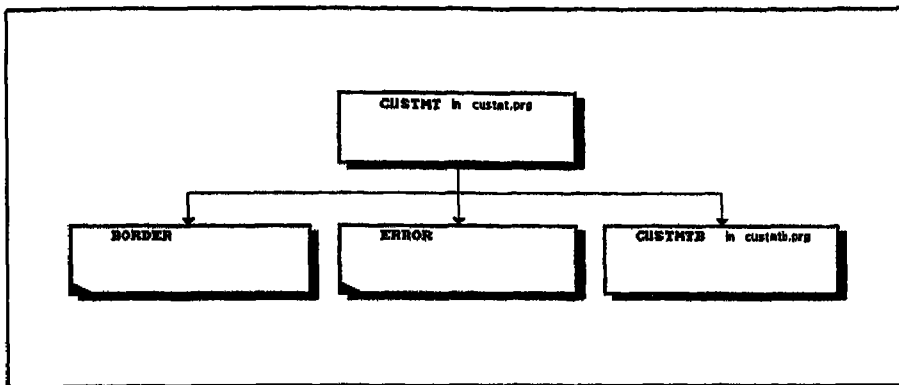 CUSTMT in custmt.prg
BORDER
ERROR
CUSTMTB in custmtb.prg